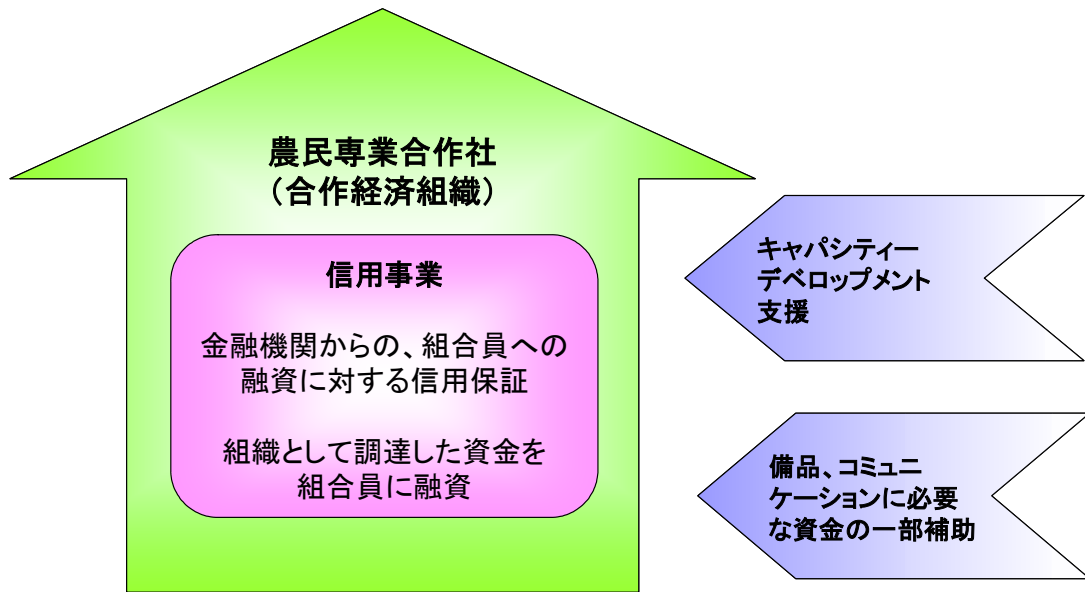 農民専業合作社
（合作経済組織）
信用事業
金融機関からの、組合員への
融資に対する信用保証
組織として調達した資金を
組合員に融資
キャパシティー
デベロップメント
支援
備品、コミュニ
ケーションに必要
な資金の一部補助